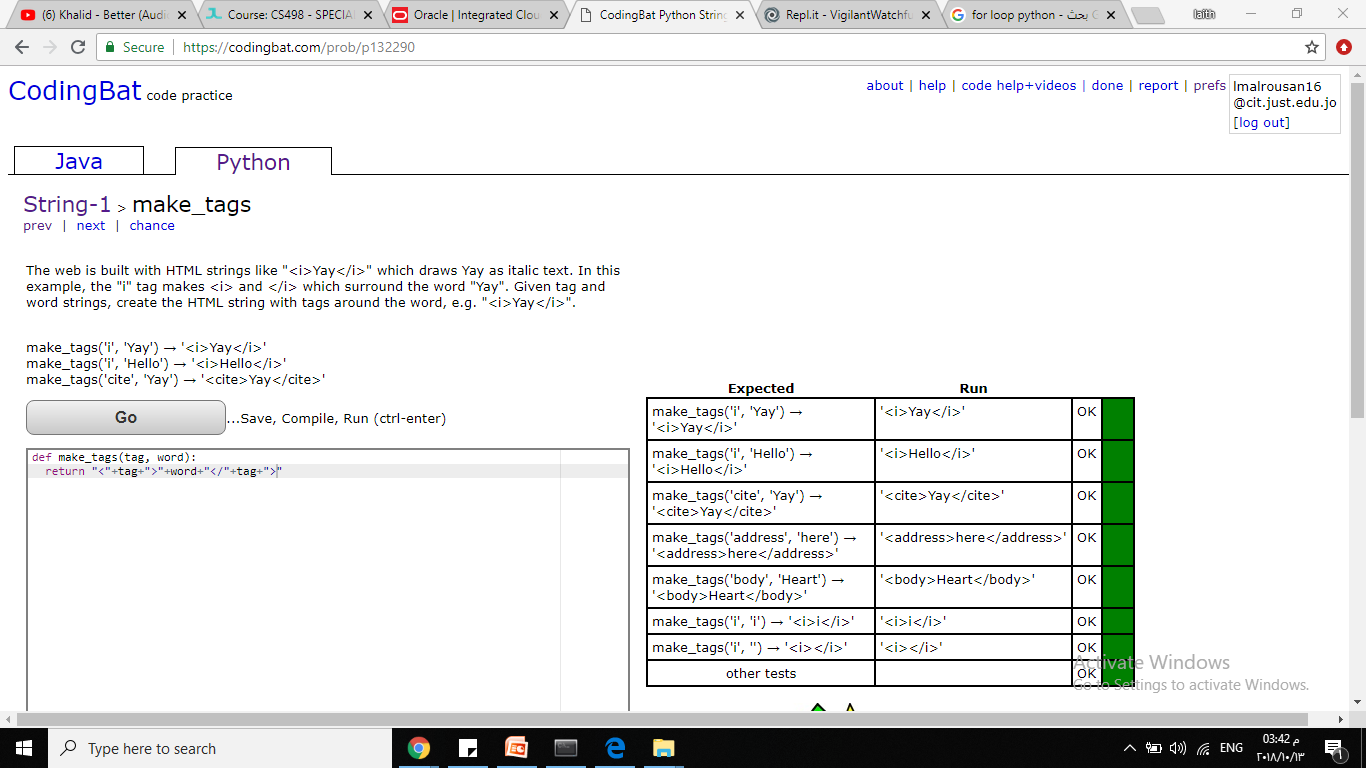 (6) Khalid - Better (Audi
Course: CS498 - SPECIA
Oracle | Integrated Clou
CodingBat Python String
Repl.it - VigilantWatchfu
for loop python - بحث G
laith
Secure | https://codingbat.com/prob/p132290
CodingBat code practice
about | help | code help+videos | done | report | prefs
lmalrousan16
@cit.just.edu.jo
[log out]
Java
Python
String-1 > make_tags
prev | next | chance
The web is built with HTML strings like "<i>Yay</i>" which draws Yay as italic text. In this
example, the "i" tag makes <i> and </i> which surround the word "Yay". Given tag and
word strings, create the HTML string with tags around the word, e.g. "<i>Yay</i>".
make_tags('i', 'Yay') → '<i>Yay</i>'
make_tags('i', 'Hello') → '<i>Hello</i>'
make_tags('cite', 'Yay') → '<cite>Yay</cite>'
Go
...Save, Compile, Run (ctrl-enter)
def make_tags(tag, word):
return "<"+tag+">"+word+"</"+tag+">"
Expected Run
make_tags('i', 'Yay') → '<i>Yay</i>' OK
'<i>Yay</i>'
make_tags('i', 'Hello') → '<i>Hello</i>' OK
'<i>Hello</i>'
make_tags('cite', 'Yay') → '<cite>Yay</cite>' OK
'<cite>Yay</cite>'
make_tags('address', 'here') → '<address>here</address>' OK
'<address>here</address>'
make_tags('body', 'Heart') → '<body>Heart</body>' OK
'<body>Heart</body>'
make_tags('i', 'i') → '<i>i</i>' '<i>i</i>' OK
make_tags('i', '') → '<i></i>' '<i></i>' OK
other tests OK
Activate Windows
Go to Settings to activate Windows.
Type here to search
ENG
03:42 م
٢٠١٨/١٠/١٣
1